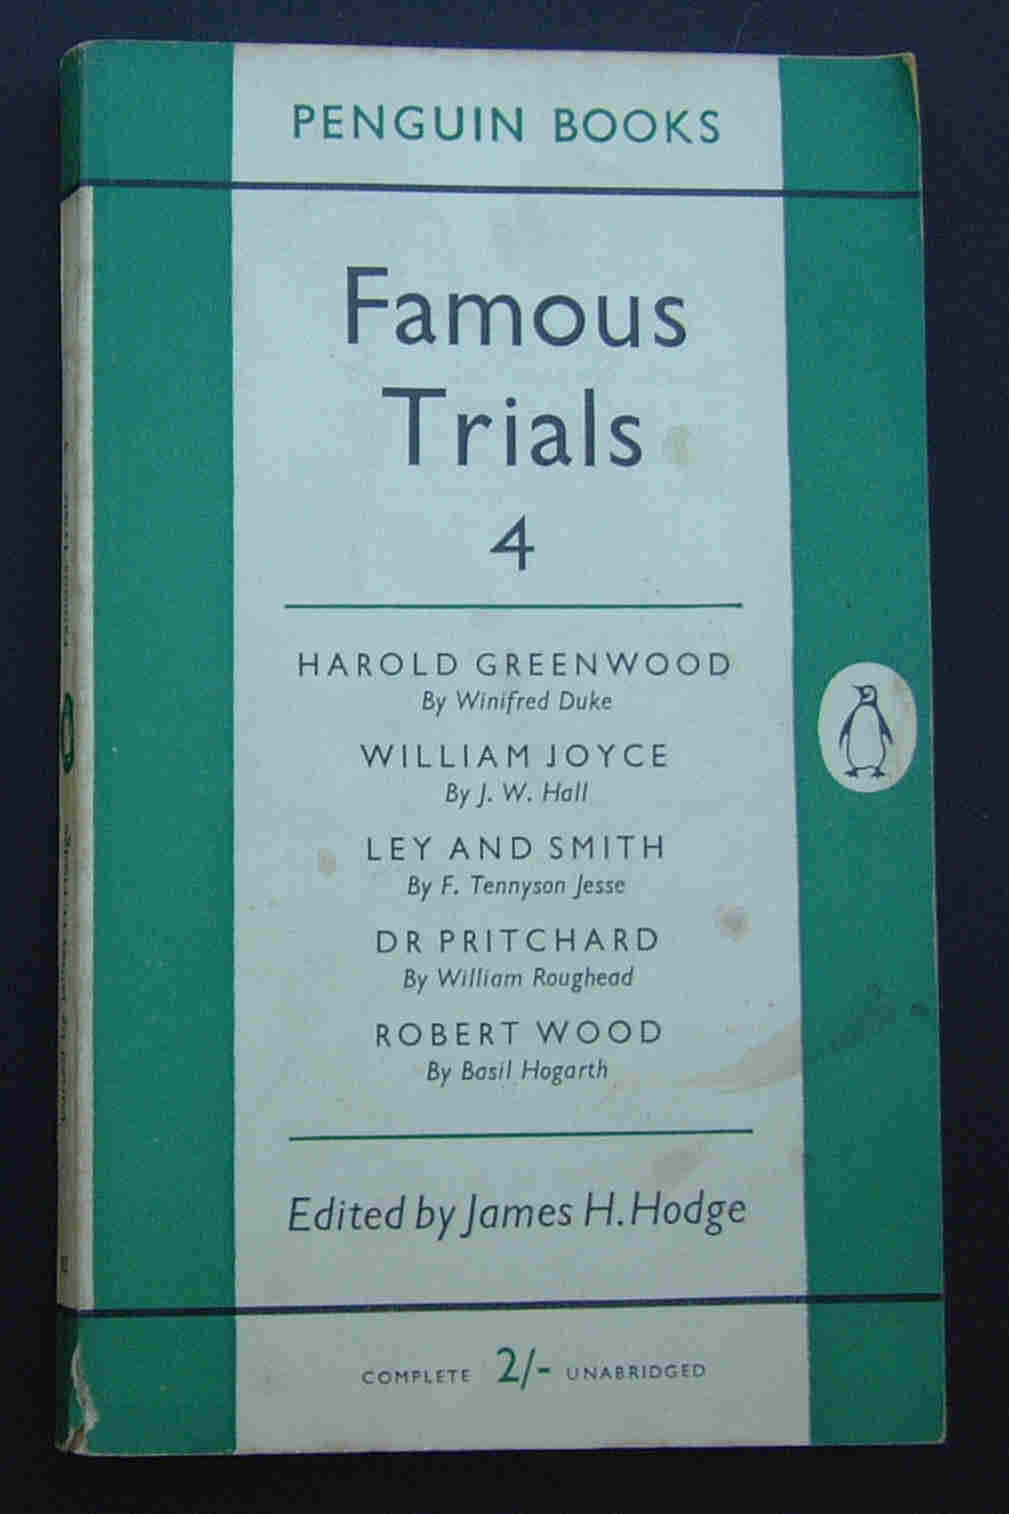 PENGUIN BOOKS
Famous
Trials
4
HAROLD GREENWOOD
By Winifred Duke
WILLIAM JOYCE
By J. W. Hall
LEY AND SMITH
By F. Tennyson Jesse
DR PRITCHARD
By William Roughead
ROBERT WOOD
By Basil Hogarth
Edited by James H. Hodge
COMPLETE 2/- UNABRIDGED